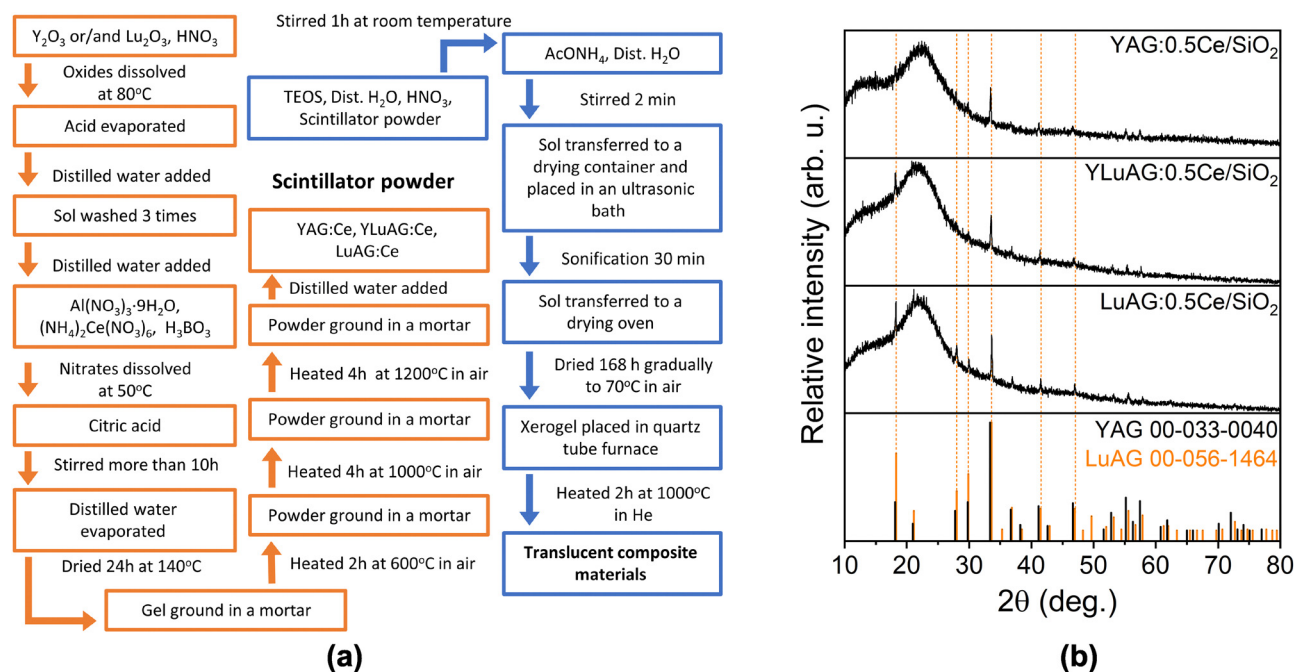 Y₂O₃ or/and Lu₂O₃, HNO₃
Oxides dissolved
at 80°C
Acid evaporated
Distilled water added
Sol washed 3 times
Distilled water added
Al(NO₃)₃·9H₂O,
(NH₄)₂Ce(NO₃)₆, H₃BO₃
Nitrates dissolved
at 50°C
Citric acid
Stirred more than 10h
Distilled water
evaporated
Dried 24h at 140°C
Gel ground in a mortar
Heated 2h at 600°C in air
Powder ground in a mortar
Heated 4h at 1000°C in air
Powder ground in a mortar
Heated 4h at 1200°C in air
Powder ground in a mortar
Distilled water added
YAG:Ce, YLuAG:Ce,
LuAG:Ce
Scintillator powder
TEOS, Dist. H₂O, HNO₃,
Scintillator powder
Stirred 1h at room temperature
AcONH₄, Dist. H₂O
Stirred 2 min
Sol transferred to a
drying container and
placed in an ultrasonic
bath
Sonification 30 min
Sol transferred to a
drying oven
Dried 168 h gradually
to 70°C in air
Xerogel placed in quartz
tube furnace
Heated 2h at 1000°C
in He
Translucent composite
materials
(a)
Relative intensity (arb. u.)
YAG:0.5Ce/SiO₂
YLuAG:0.5Ce/SiO₂
LuAG:0.5Ce/SiO₂
YAG 00-033-0040
LuAG 00-056-1464
10 20 30 40 50 60 70 80
2θ (deg.)
(b)